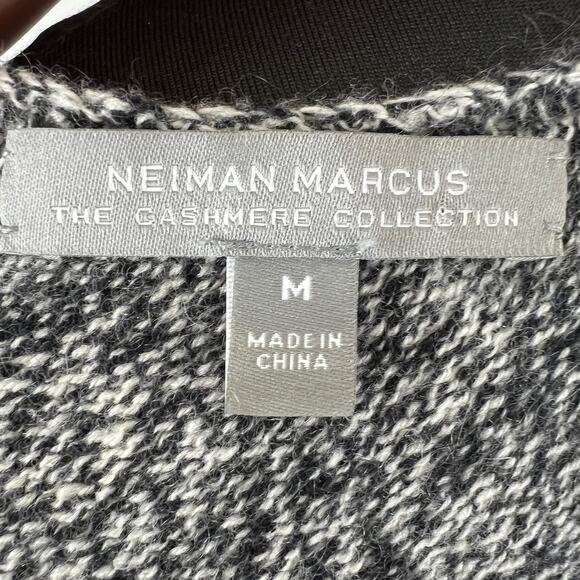 NEIMAN MARCUS
THE CASHMERE COLLECTION
M
MADE IN
CHINA